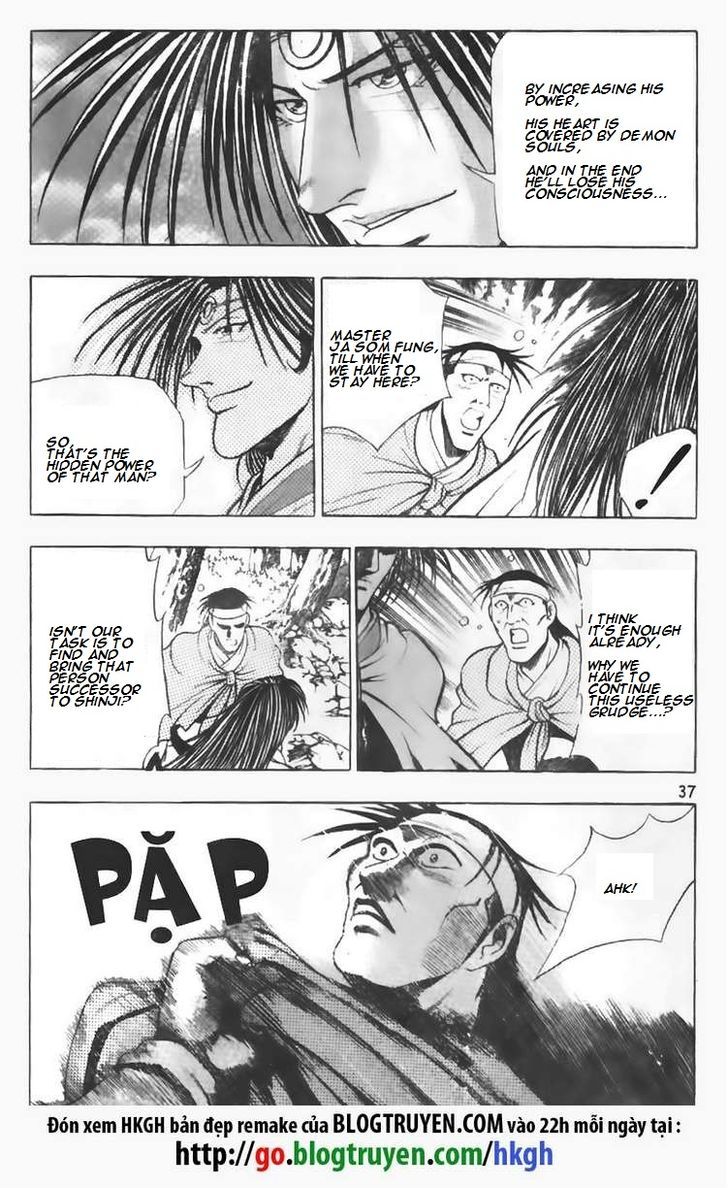 BY INCREASING HIS
POWER,
HIS HEART IS
COVERED BY DEMON
SOULS,
AND IN THE END
HE'LL LOSE HIS
CONSCIOUSNESS...
SO,
THAT'S THE
HIDDEN POWER
OF THAT MAN?
MASTER
JA SOM FUNG,
TILL WHEN
WE HAVE TO
STAY HERE?
!
ISN'T OUR
TASK IS TO
FIND AND
BRING THAT
PERSON
SUCCESSOR
TO SHINJI?
I THINK
IT'S ENOUGH
ALREADY,
WHY WE
HAVE TO
CONTINUE
THIS USELESS
GRUDGE...?
37
PẶP
AHK!
Đón xem HKGH bản đẹp remake của BLOGTRUYEN.COM vào 22h mỗi ngày tại :
http://go.blogtruyen.com/hkgh